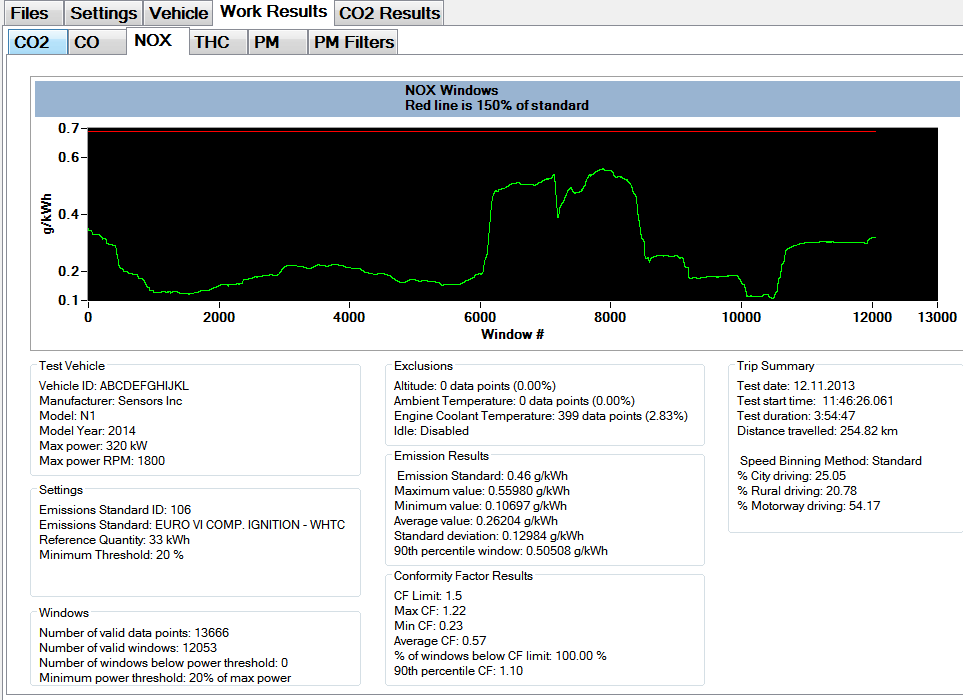 Files Settings Vehicle Work Results CO2 Results
CO2 CO NOX THC PM PM Filters
NOX Windows
Red line is 150% of standard
0.7
0.6
0.4
0.2
0.1
g/kWh
0 2000 4000 6000 8000 10000 12000 13000
Window #
Test Vehicle
Vehicle ID: ABCDEFGHIJKL
Manufacturer: Sensors Inc
Model: N1
Model Year: 2014
Max power: 320 kW
Max power RPM: 1800
Settings
Emissions Standard ID: 106
Emissions Standard: EURO VI COMP. IGNITION - WHTC
Reference Quantity: 33 kWh
Minimum Threshold: 20 %
Windows
Number of valid data points: 13666
Number of valid windows: 12053
Number of windows below power threshold: 0
Minimum power threshold: 20% of max power
Exclusions
Altitude: 0 data points (0.00%)
Ambient Temperature: 0 data points (0.00%)
Engine Coolant Temperature: 399 data points (2.83%)
Idle: Disabled
Emission Results
Emission Standard: 0.46 g/kWh
Maximum value: 0.55980 g/kWh
Minimum value: 0.10697 g/kWh
Average value: 0.26204 g/kWh
Standard deviation: 0.12984 g/kWh
90th percentile window: 0.50508 g/kWh
Conformity Factor Results
CF Limit: 1.5
Max CF: 1.22
Min CF: 0.23
Average CF: 0.57
% of windows below CF limit: 100.00 %
90th percentile CF: 1.10
Trip Summary
Test date: 12.11.2013
Test start time: 11:46:26.061
Test duration: 3:54:47
Distance travelled: 254.82 km
Speed Binning Method: Standard
% City driving: 25.05
% Rural driving: 20.78
% Motorway driving: 54.17